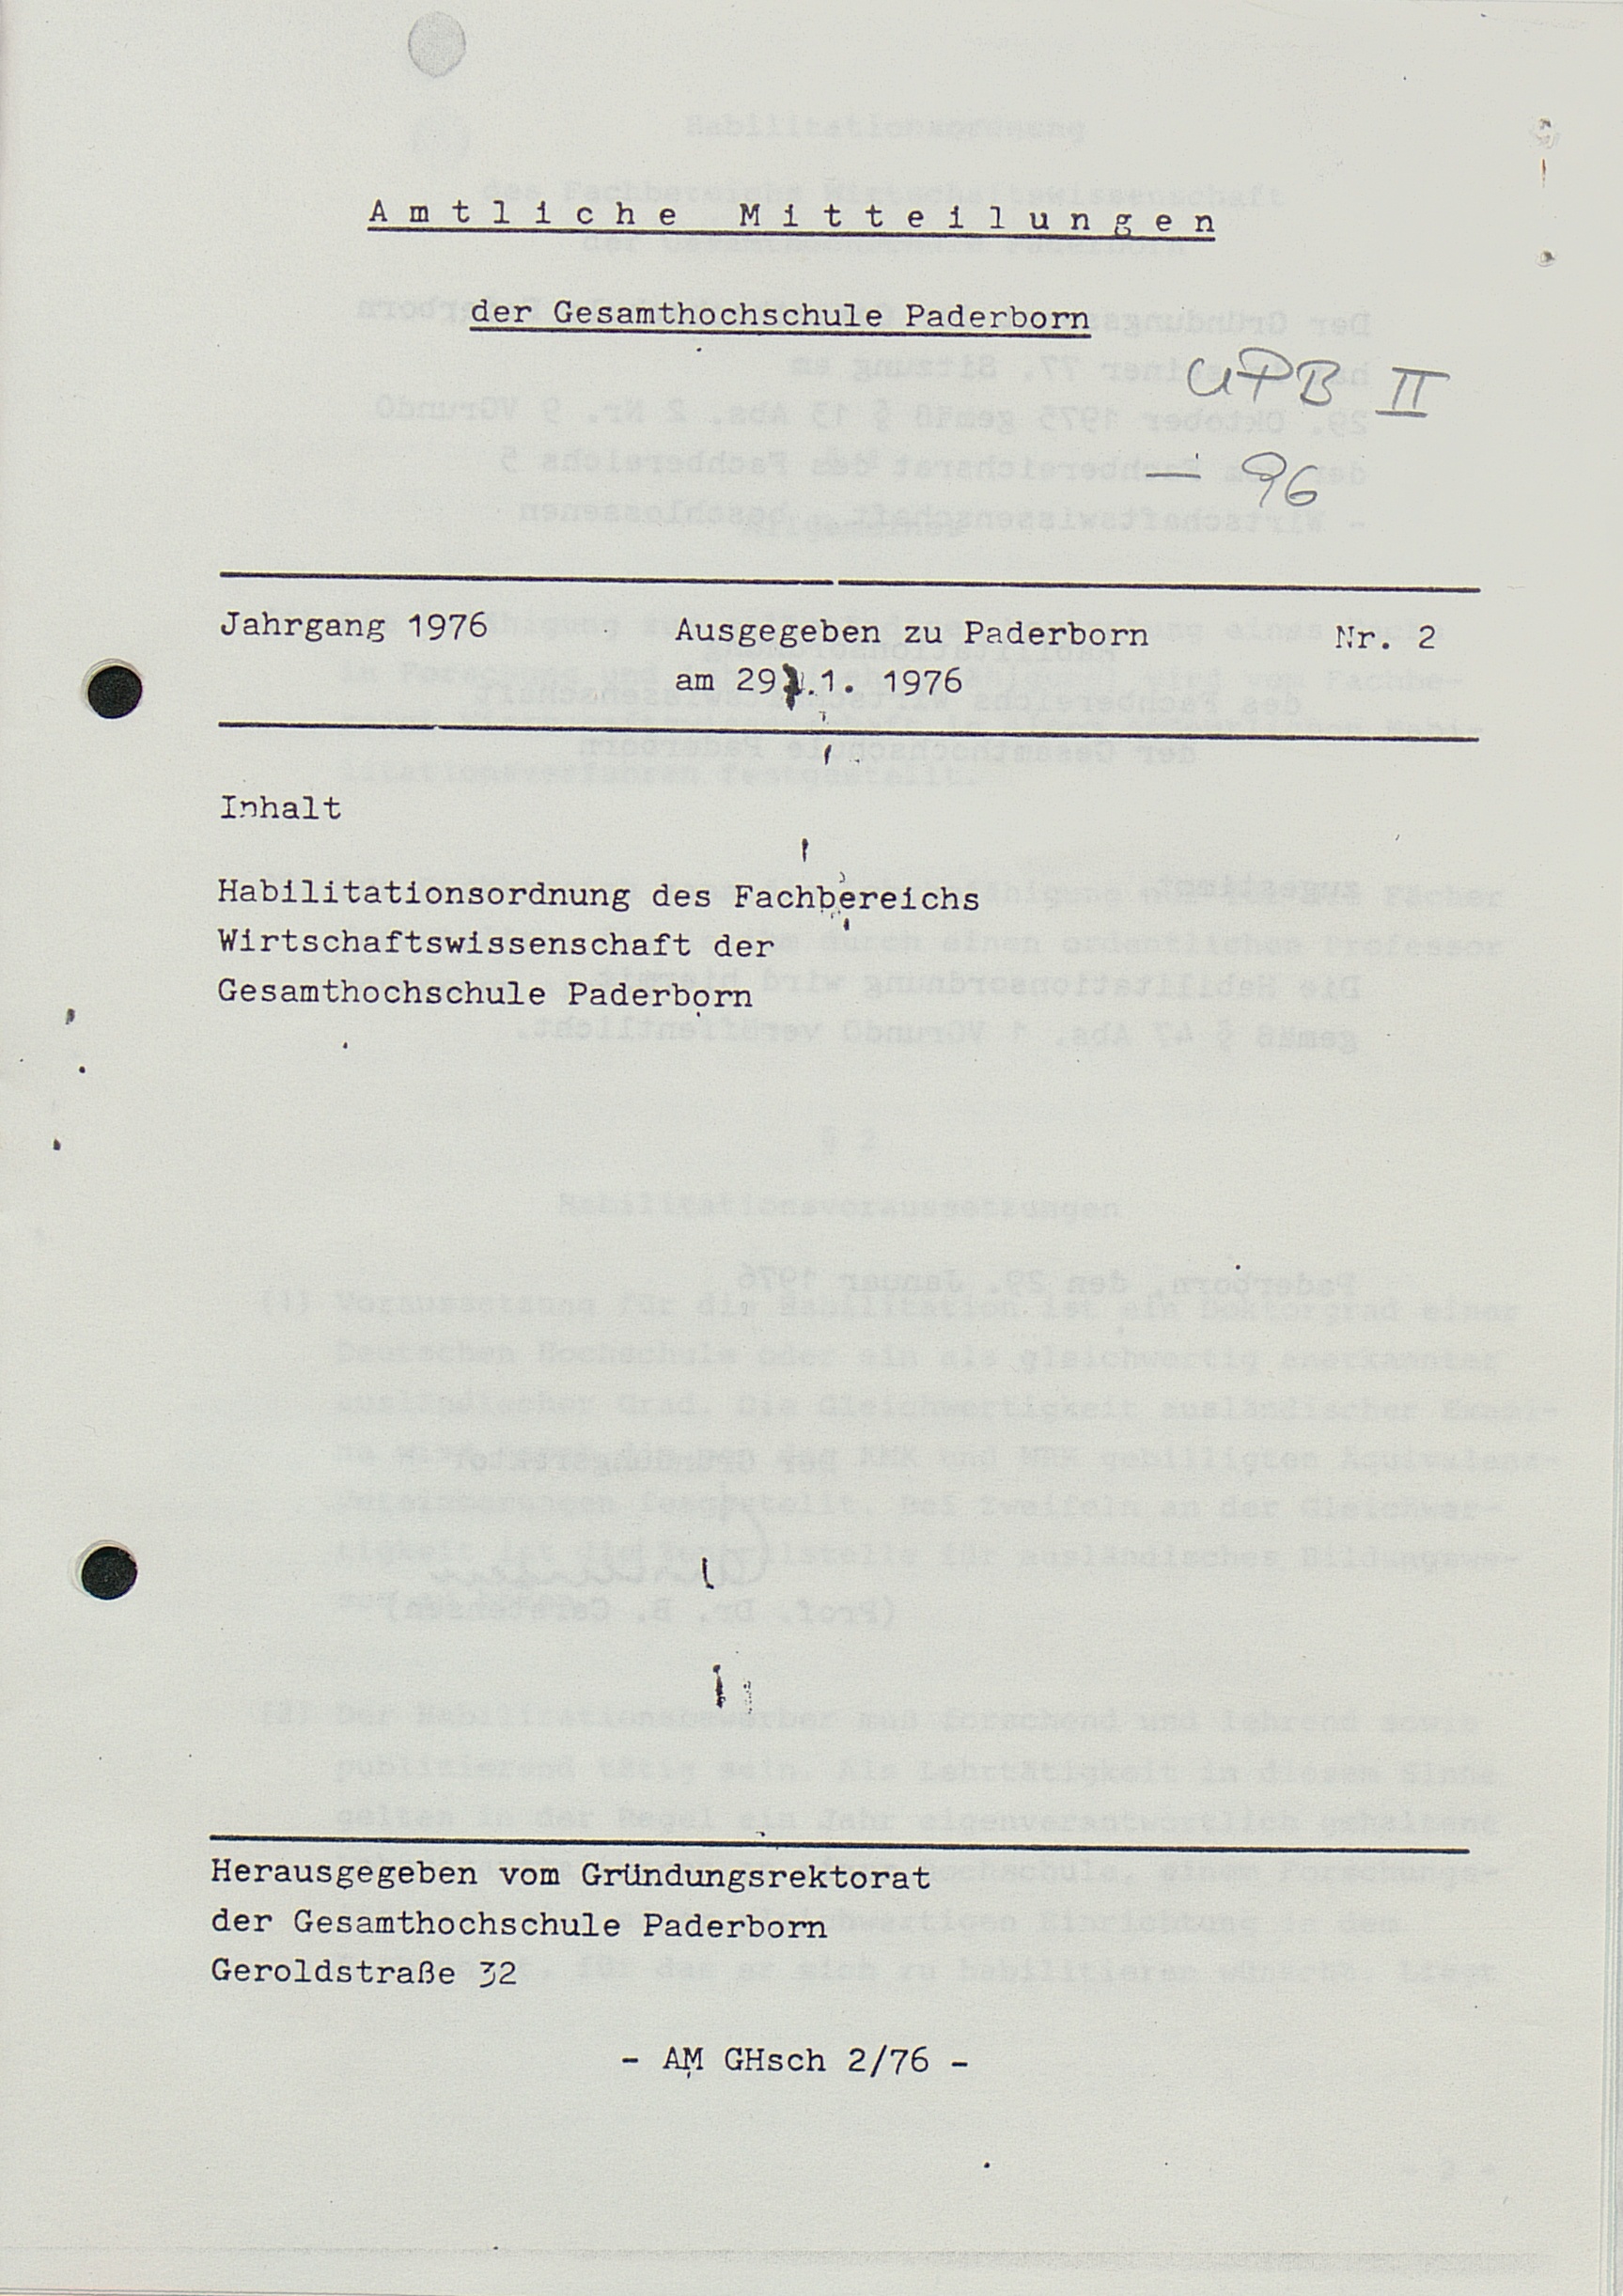 Amtliche Mitteilungen
der Gesamthochschule Paderborn
UPB II
— 96
Jahrgang 1976 Ausgegeben zu Paderborn Nr. 2
am 29.1. 1976
Inhalt
Habilitationsordnung des Fachbereichs
Wirtschaftswissenschaft der
Gesamthochschule Paderborn
Herausgegeben vom Gründungsrektorat
der Gesamthochschule Paderborn
Geroldstraße 32
- AM GHsch 2/76 -